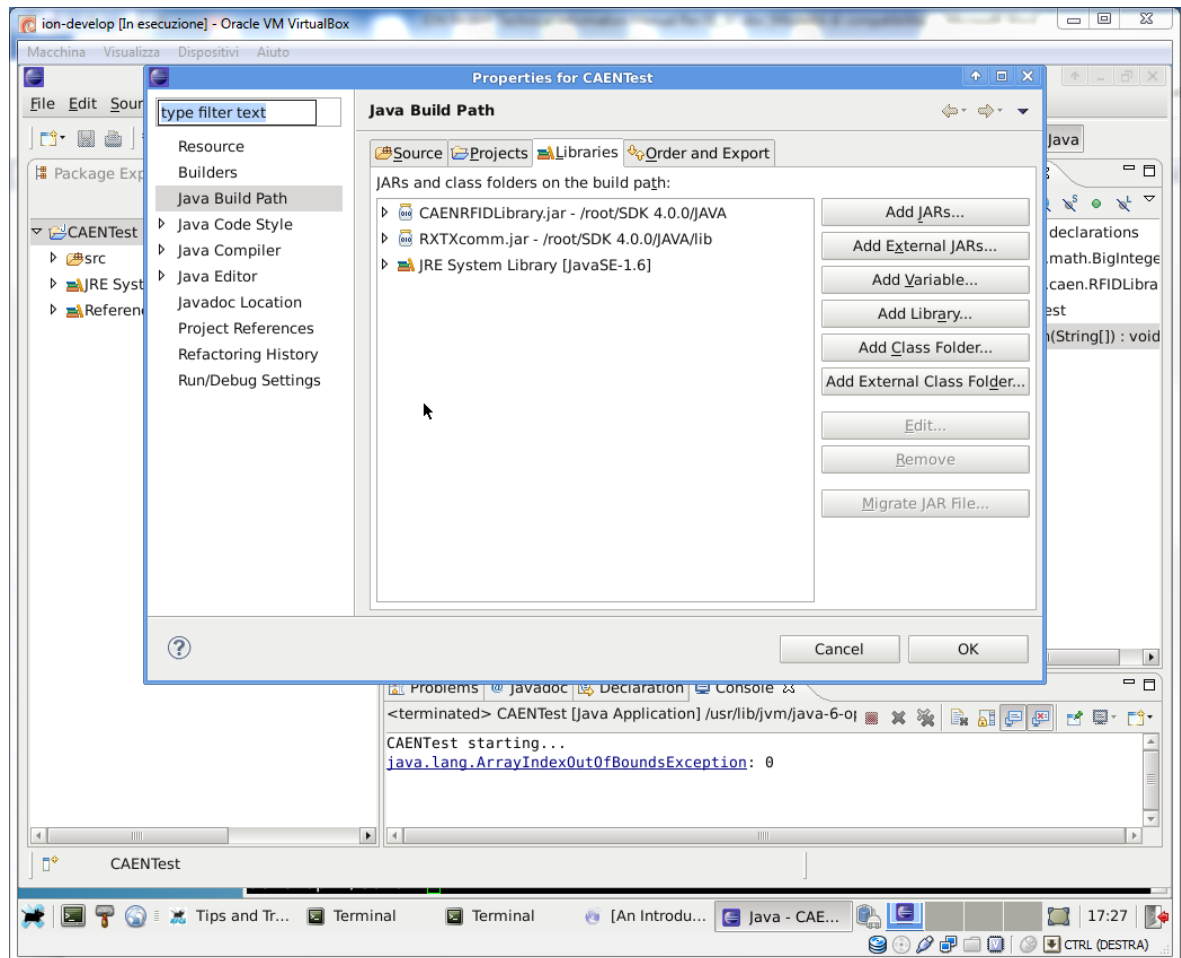 ion-develop [In esecuzione] - Oracle VM VirtualBox
Macchina Visualizza Dispositivi Aiuto
Properties for CAENTest
File Edit Sour
type filter text
Java Build Path
Java
Resource
Builders
Java Build Path
Java Code Style
Java Compiler
Java Editor
Javadoc Location
Project References
Refactoring History
Run/Debug Settings
Source Projects Libraries Order and Export
JARs and class folders on the build path:
CAENRFIDLibrary.jar - /root/SDK 4.0.0/JAVA
RXTXcomm.jar - /root/SDK 4.0.0/JAVA/lib
JRE System Library [JavaSE-1.6]
Add JARs...
Add External JARs...
Add Variable...
Add Library...
Add Class Folder...
Add External Class Folder...
Edit...
Remove
Migrate JAR File...
Cancel OK
Package Exp
CAENTest
src
JRE Syst
Referen
declarations
.math.BigIntege
.caen.RFIDLibra
est
(String[]) : void
Problems @ Javadoc Declaration Console
<terminated> CAENTest [Java Application] /usr/lib/jvm/java-6-op
CAENTest starting...
java.lang.ArrayIndexOutOfBoundsException: 0
CAENTest
Tips and Tr... Terminal Terminal [An Introdu... Java - CAE... 17:27
CTRL (DESTRA)